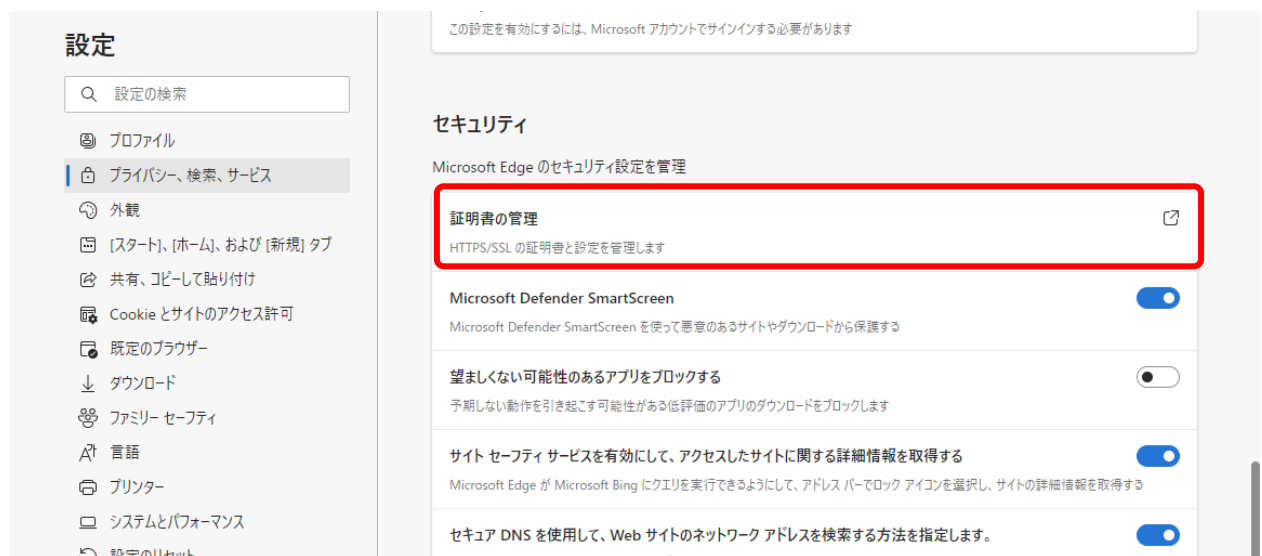 この設定を有効にするには、Microsoft アカウントでサインインする必要があります
設定
設定の検索
プロファイル
プライバシー、検索、サービス
外観
[スタート]、[ホーム]、および [新規] タブ
共有、コピーして貼り付け
Cookie とサイトのアクセス許可
既定のブラウザー
ダウンロード
ファミリー セーフティ
言語
プリンター
システムとパフォーマンス
設定のリセット
セキュリティ
Microsoft Edge のセキュリティ設定を管理
証明書の管理
HTTPS/SSL の証明書と設定を管理します
Microsoft Defender SmartScreen
Microsoft Defender SmartScreen を使って悪意のあるサイトやダウンロードから保護する
望ましくない可能性のあるアプリをブロックする
予期しない動作を引き起こす可能性がある低評価のアプリのダウンロードをブロックします
サイト セーフティ サービスを有効にして、アクセスしたサイトに関する詳細情報を取得する
Microsoft Edge が Microsoft Bing にクエリを実行できるようにして、アドレス バーでロック アイコンを選択し、サイトの詳細情報を取得する
セキュア DNS を使用して、Web サイトのネットワーク アドレスを検索する方法を指定します。